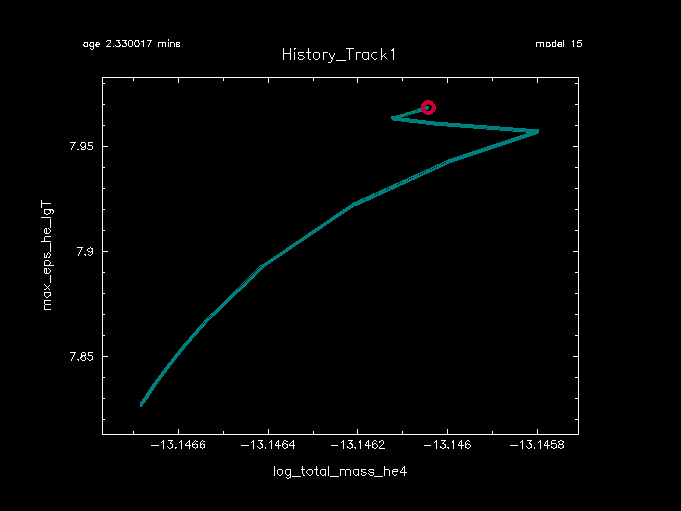 age 2.330017 mins
model 15
History_Track1
7.95
7.9
7.85
max_eps_he_lgT
−13.1466
−13.1464
−13.1462
−13.146
−13.1458
log_total_mass_he4